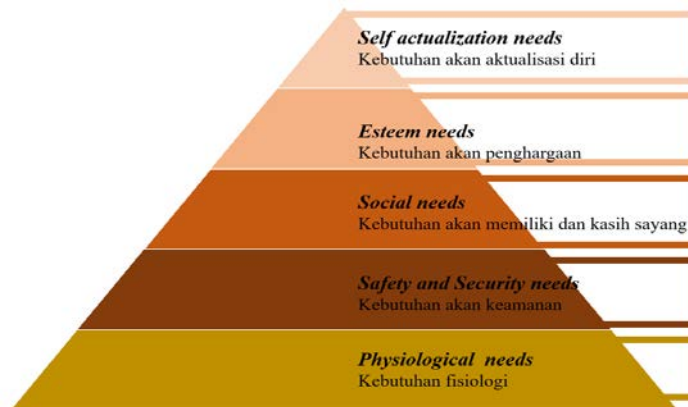 Self actualization needs
Kebutuhan akan aktualisasi diri
Esteem needs
Kebutuhan akan penghargaan
Social needs
Kebutuhan akan memiliki dan kasih sayang
Safety and Security needs
Kebutuhan akan keamanan
Physiological needs
Kebutuhan fisiologi